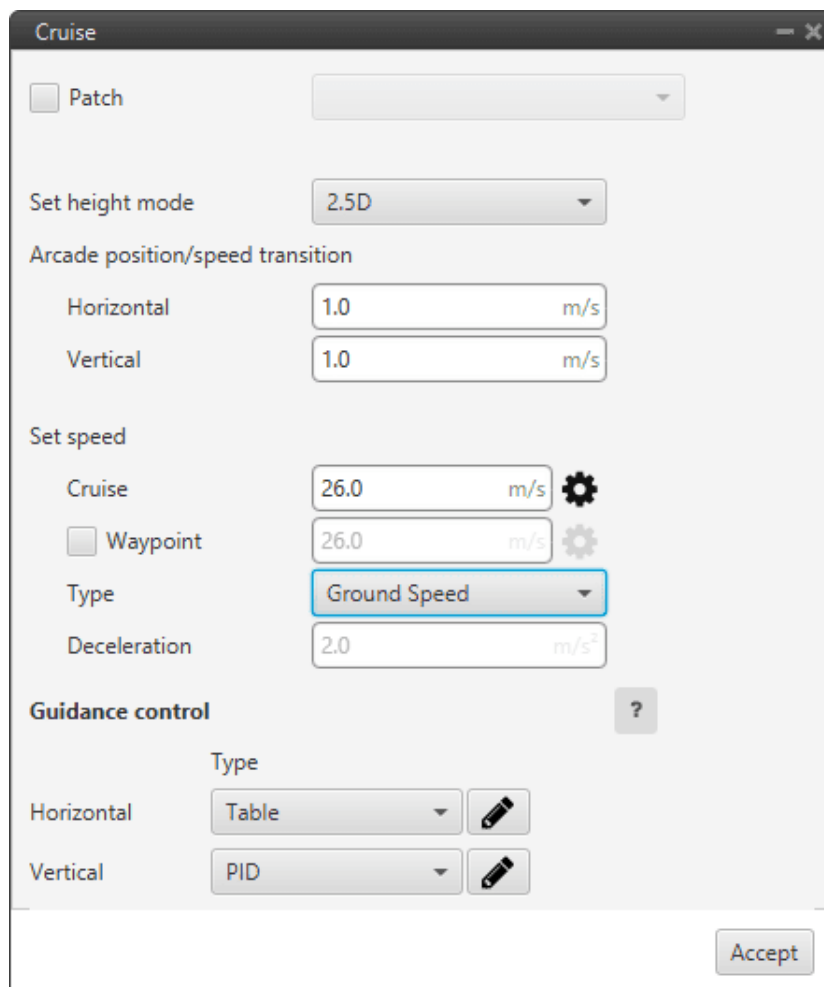 Cruise
Patch
Set height mode 2.5D
Arcade position/speed transition
Horizontal 1.0 m/s
Vertical 1.0 m/s
Set speed
Cruise 26.0 m/s
Waypoint 26.0 m/s
Type Ground Speed
Deceleration 2.0 m/s²
Guidance control ?
Type
Horizontal Table
Vertical PID
Accept